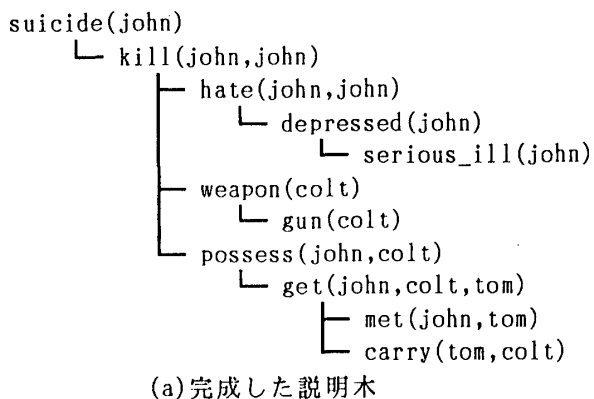 suicide(john)
kill(john,john)
hate(john,john)
depressed(john)
serious_ill(john)
weapon(colt)
gun(colt)
possess(john,colt)
get(john,colt,tom)
met(john,tom)
carry(tom,colt)
(a)完成した説明木